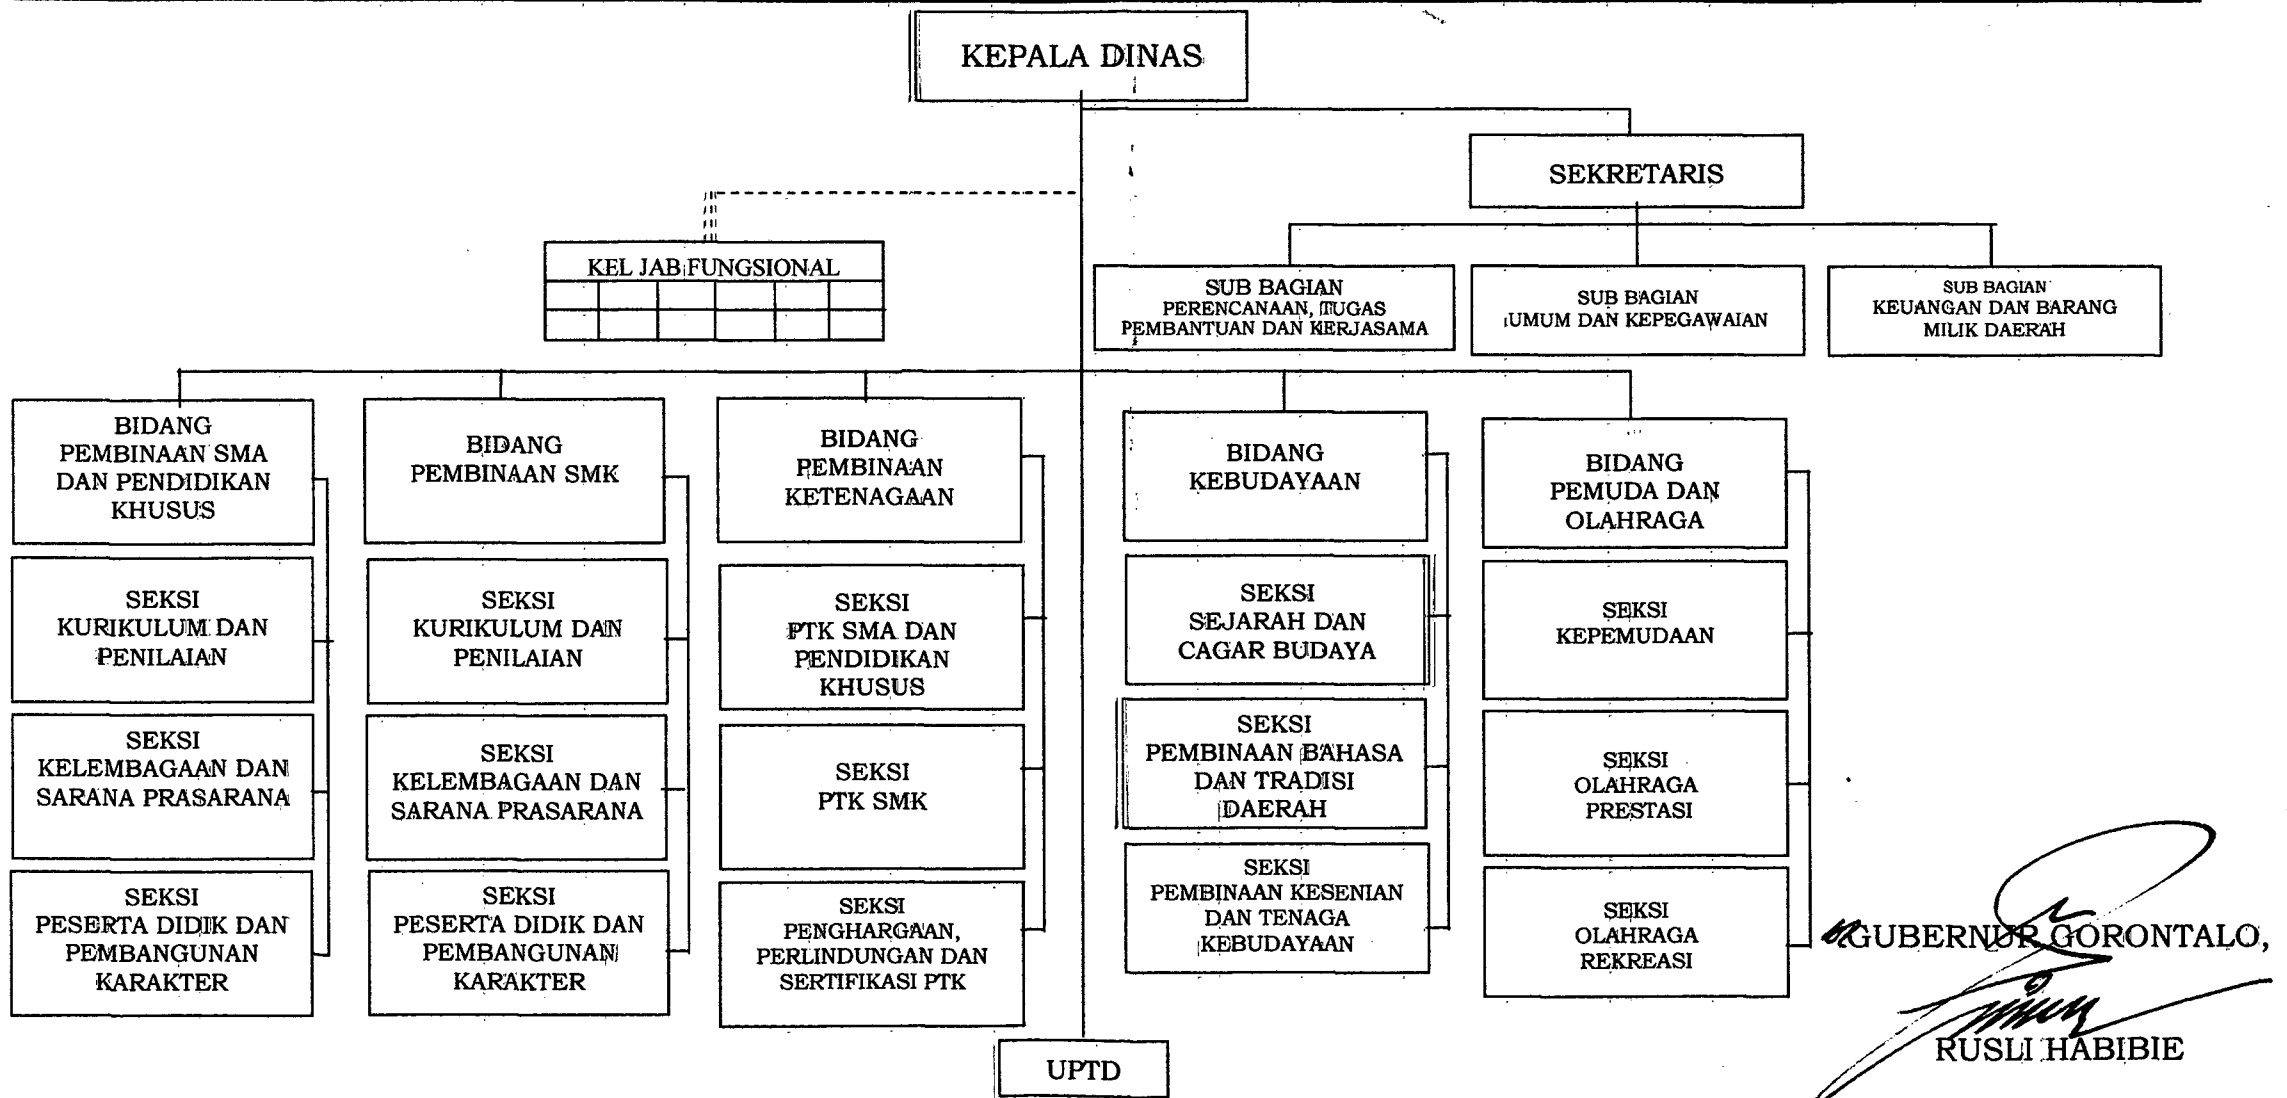 KEPALA DINAS
SEKRETARIS
KEL JAB FUNGSIONAL
SUB BAGIAN
PERENCANAAN, TUGAS
PEMBANTUAN DAN KERJASAMA
SUB BAGIAN
UMUM DAN KEPEGAWAIAN
SUB BAGIAN
KEUANGAN DAN BARANG
MILIK DAERAH
BIDANG
PEMBINAAN SMA
DAN PENDIDIKAN
KHUSUS
SEKSI
KURIKULUM DAN
PENILAIAN
SEKSI
KELEMBAGAAN DAN
SARANA PRASARANA
SEKSI
PESERTA DIDIK DAN
PEMBANGUNAN
KARAKTER
BIDANG
PEMBINAAN SMK
SEKSI
KURIKULUM DAN
PENILAIAN
SEKSI
KELEMBAGAAN DAN
SARANA PRASARANA
SEKSI
PESERTA DIDIK DAN
PEMBANGUNAN
KARAKTER
BIDANG
PEMBINAAN
KETENAGAAN
SEKSI
PTK SMA DAN
PENDIDIKAN
KHUSUS
SEKSI
PTK SMK
SEKSI
PENGHARGAAN,
PERLINDUNGAN DAN
SERTIFIKASI PTK
BIDANG
KEBUDAYAAN
SEKSI
SEJARAH DAN
CAGAR BUDAYA
SEKSI
PEMBINAAN BAHASA
DAN TRADISI
DAERAH
SEKSI
PEMBINAAN KESENIAN
DAN TENAGA
KEBUDAYAAN
BIDANG
PEMUDA DAN
OLAHRAGA
SEKSI
KEPEMUDAAN
SEKSI
OLAHRAGA
PRESTASI
SEKSI
OLAHRAGA
REKREASI
UPTD
GUBERNUR GORONTALO,
RUSLI HABIBIE